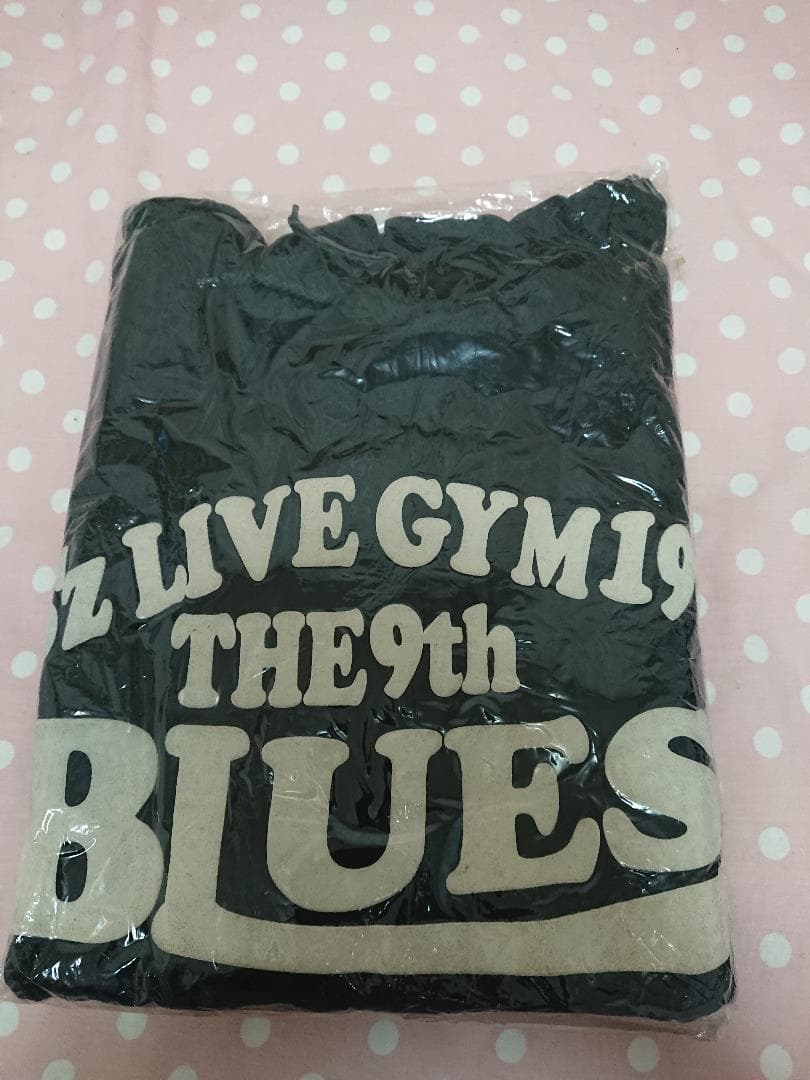 'z LIVE GYM 19
THE 9th
BLUES